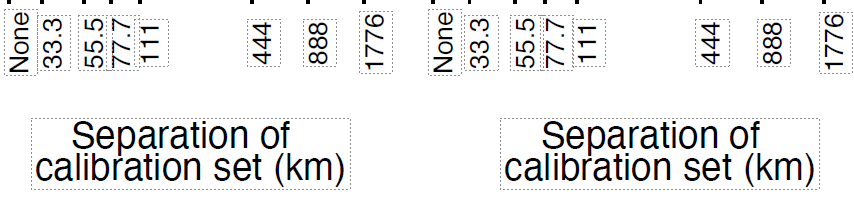 None 33.3 55.5 77.7 111 444 888 1776 None 33.3 55.5 77.7 111 444 888 1776
Separation of
calibration set (km)
Separation of
calibration set (km)